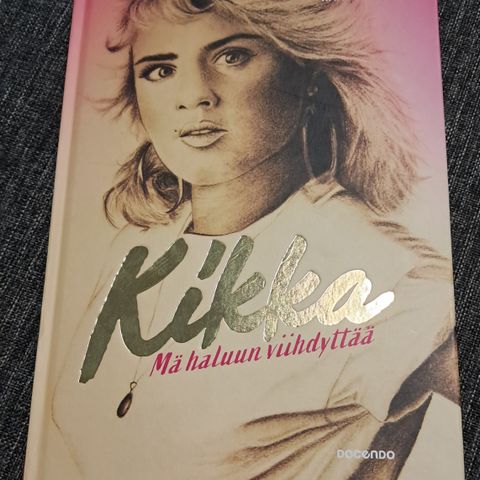 Kikka
Mä haluun viihdyttää
DOCENDO